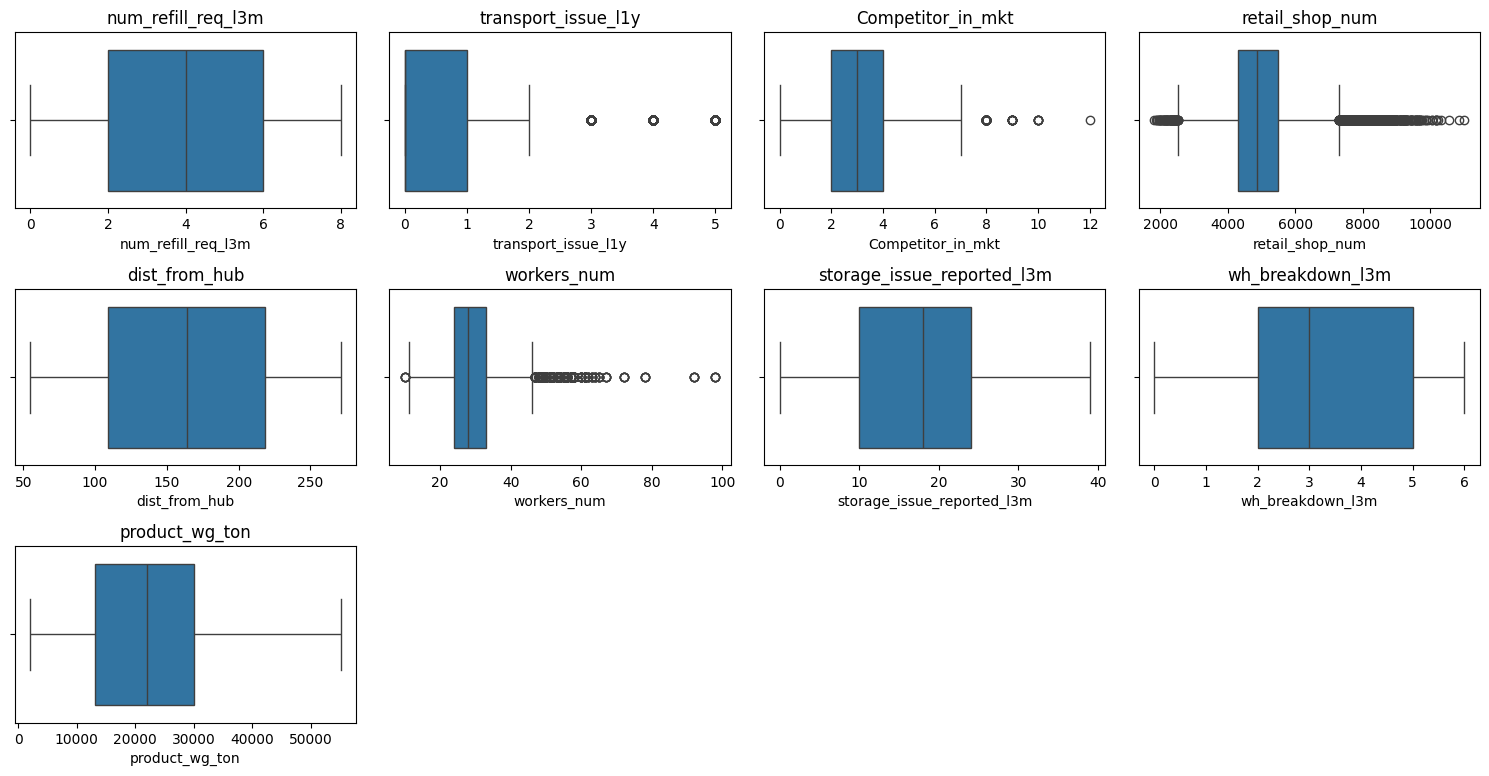 num_refill_req_l3m
transport_issue_l1y
Competitor_in_mkt
retail_shop_num
0 2 4 6 8
0 1 2 3 4 5
0 2 4 6 8 10 12
2000 4000 6000 8000 10000
num_refill_req_l3m
transport_issue_l1y
Competitor_in_mkt
retail_shop_num
dist_from_hub
workers_num
storage_issue_reported_l3m
wh_breakdown_l3m
50 100 150 200 250
20 40 60 80 100
0 10 20 30 40
0 1 2 3 4 5 6
dist_from_hub
workers_num
storage_issue_reported_l3m
wh_breakdown_l3m
product_wg_ton
0 10000 20000 30000 40000 50000
product_wg_ton